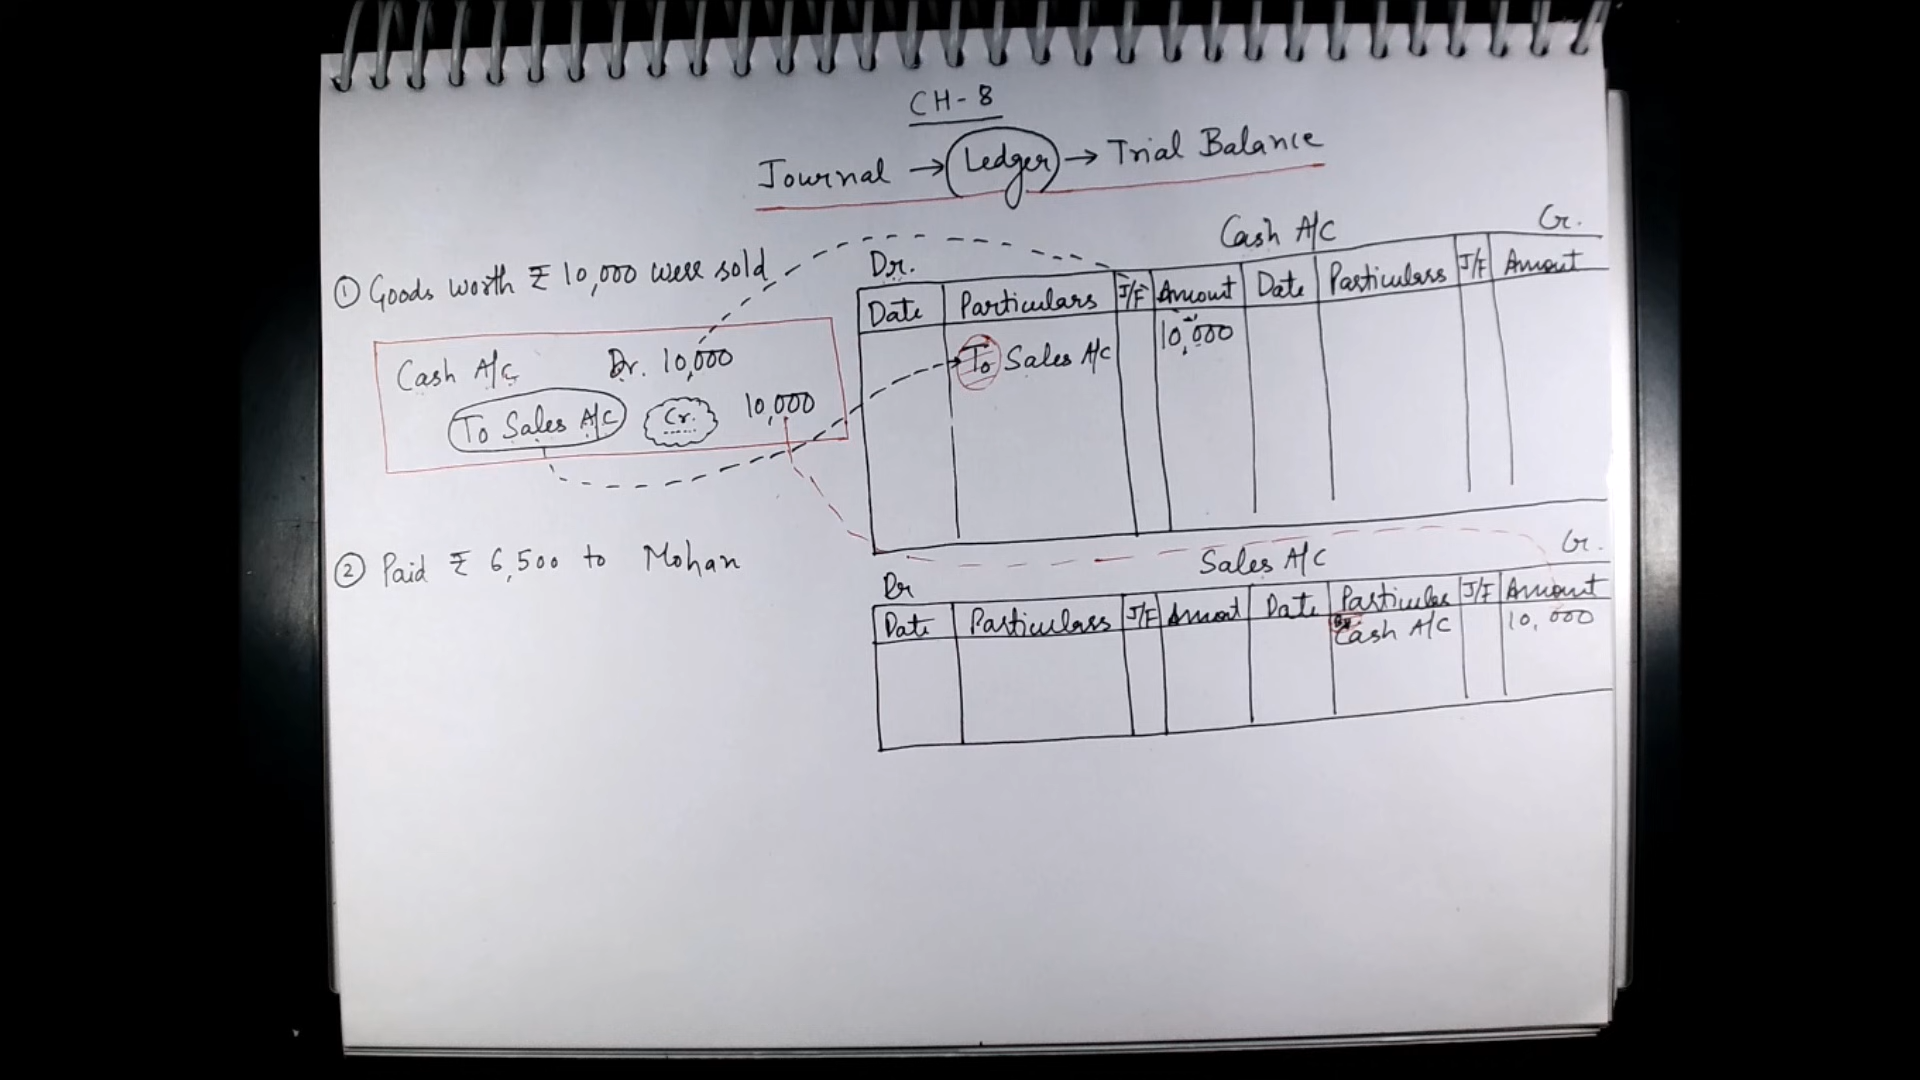 CH-8
Journal → Ledger → Trial Balance
① Goods worth ₹ 10,000 were sold
Cash A/c Dr. 10,000
To Sales A/c Cr. 10,000
② Paid ₹ 6,500 to Mohan
Cash A/C
Dr. Cr.
Date Particulars J/F Amount Date Particulars J/F Amount
To Sales A/c 10,000
Sales A/C
Dr Cr.
Date Particulars J/F Amount Date Particulars J/F Amount
By Cash A/C 10,000